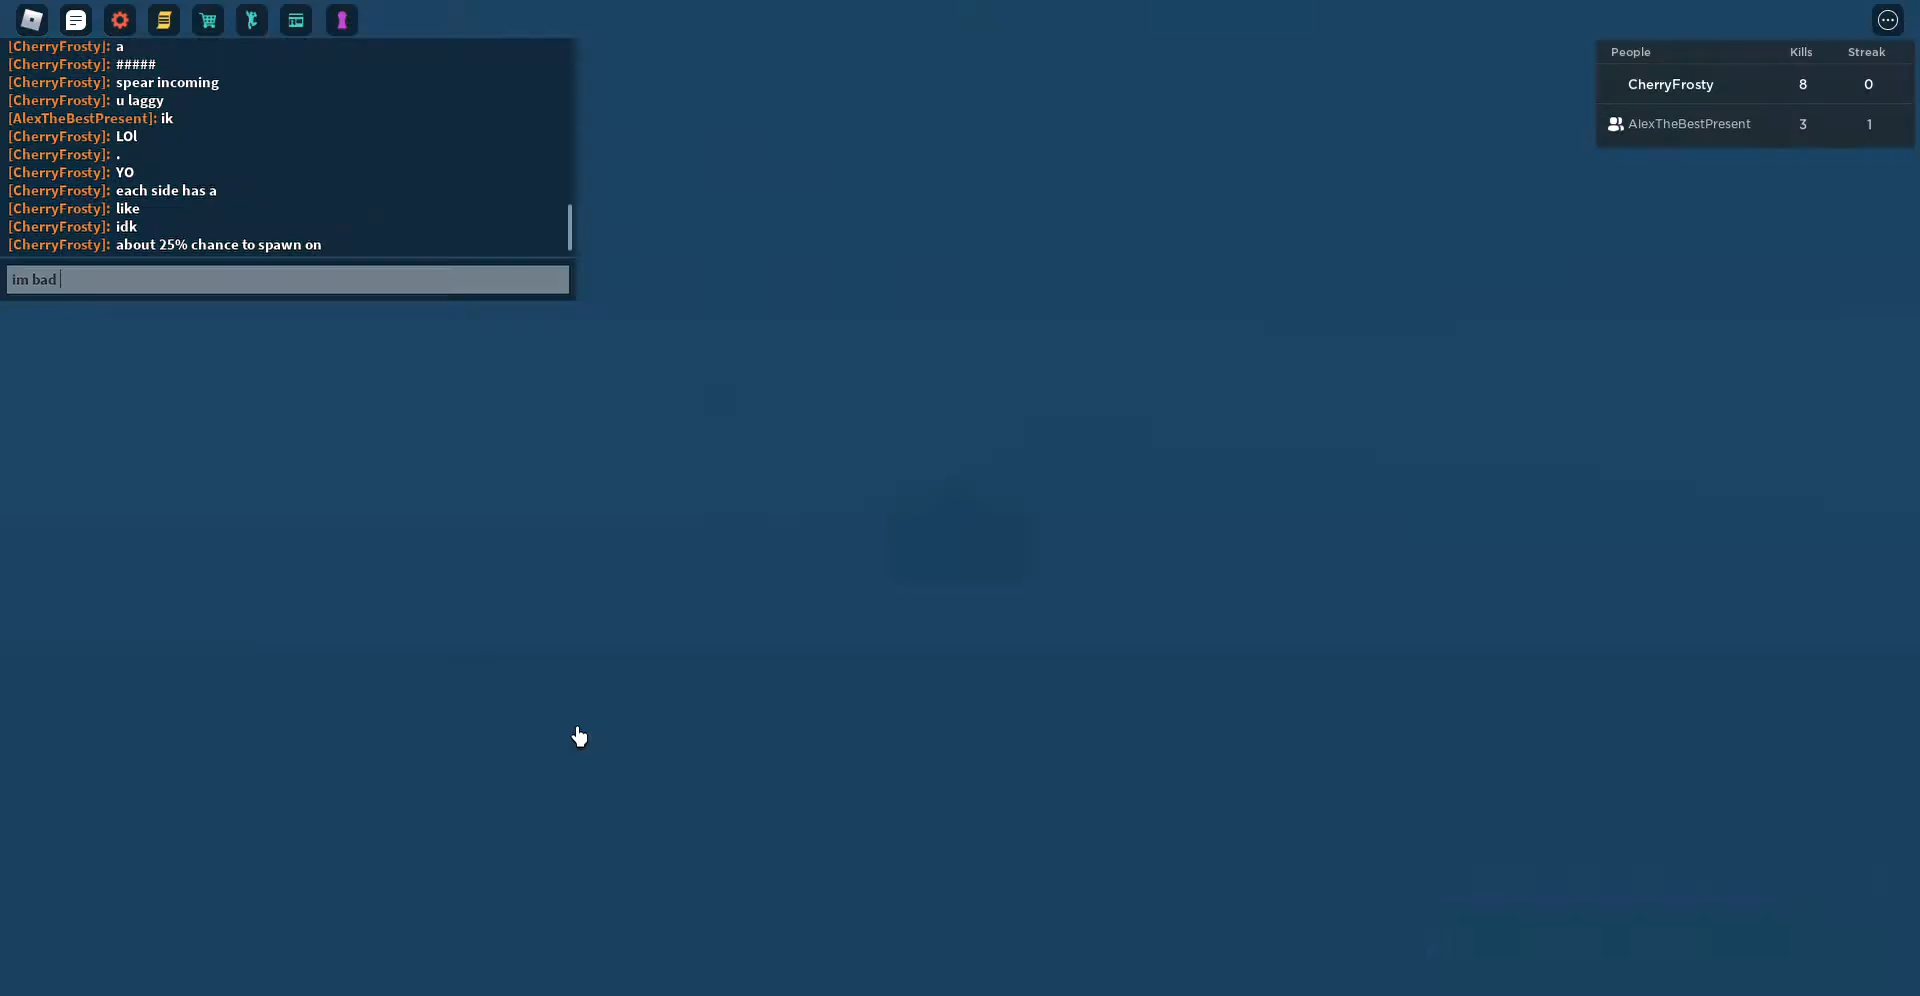 [CherryFrosty]: a
[CherryFrosty]: #####
[CherryFrosty]: spear incoming
[CherryFrosty]: u laggy
[AlexTheBestPresent]: ik
[CherryFrosty]: LOl
[CherryFrosty]: .
[CherryFrosty]: YO
[CherryFrosty]: each side has a
[CherryFrosty]: like
[CherryFrosty]: idk
[CherryFrosty]: about 25% chance to spawn on
im bad
People Kills Streak
CherryFrosty 8 0
AlexTheBestPresent 3 1